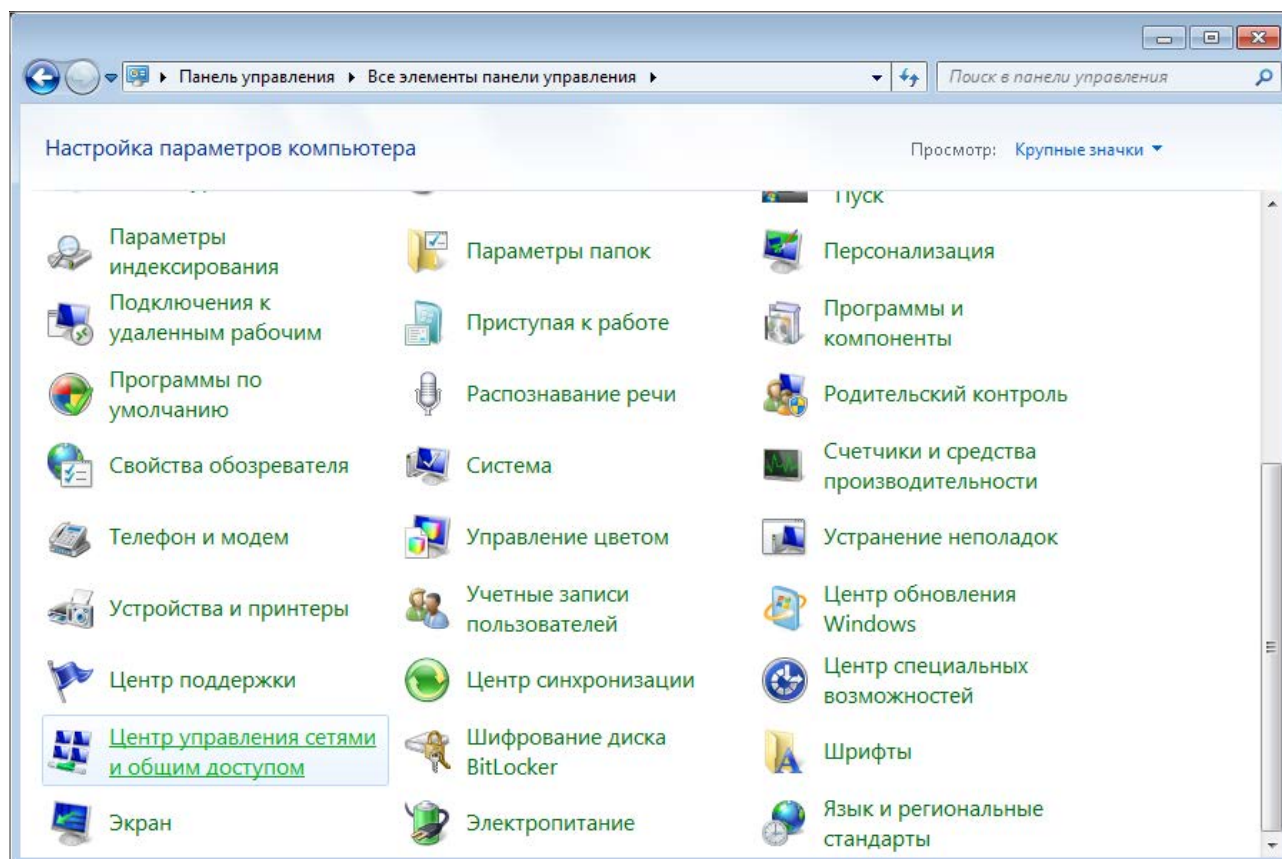 Панель управления Все элементы панели управления Поиск в панели управления
Настройка параметров компьютера Просмотр: Крупные значки
Пуск
Параметры
индексирования
Параметры папок
Персонализация
Подключения к
удаленным рабочим
Приступая к работе
Программы и
компоненты
Программы по
умолчанию
Распознавание речи
Родительский контроль
Свойства обозревателя
Система
Счетчики и средства
производительности
Телефон и модем
Управление цветом
Устранение неполадок
Устройства и принтеры
Учетные записи
пользователей
Центр обновления
Windows
Центр поддержки
Центр синхронизации
Центр специальных
возможностей
Центр управления сетями
и общим доступом
Шифрование диска
BitLocker
Шрифты
Экран
Электропитание
Язык и региональные
стандарты